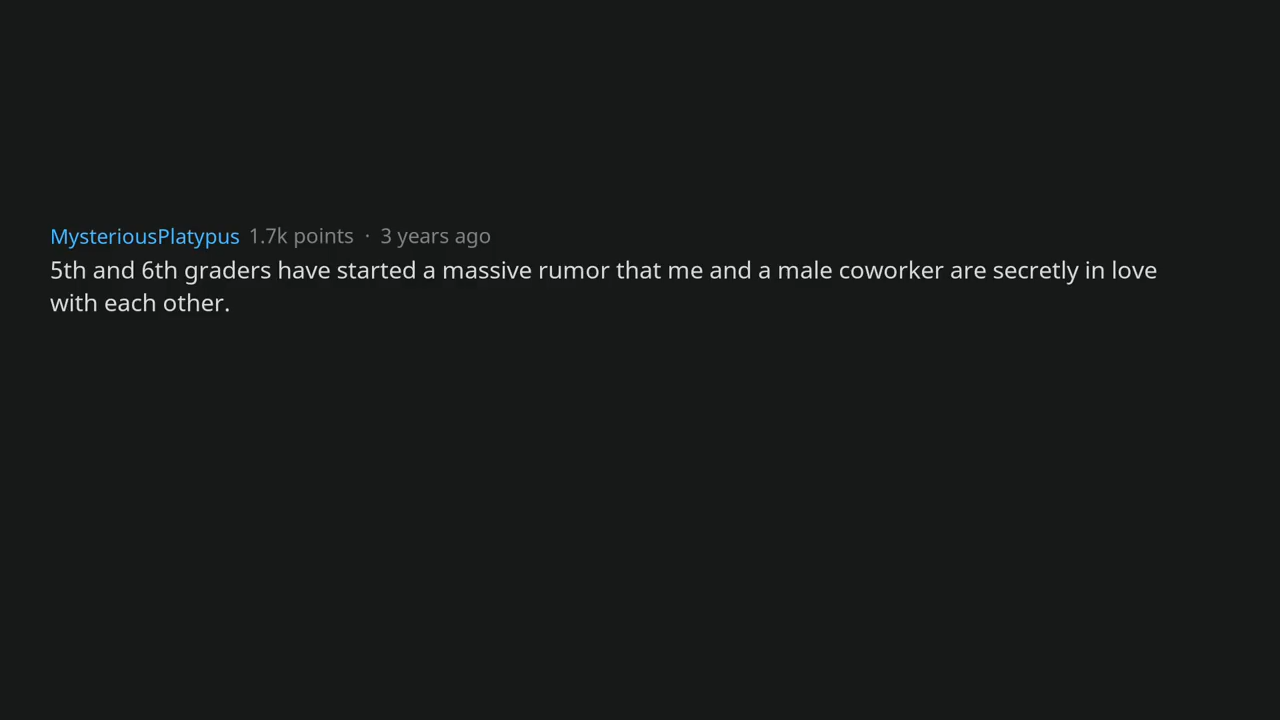 MysteriousPlatypus 1.7k points · 3 years ago
5th and 6th graders have started a massive rumor that me and a male coworker are secretly in love
with each other.